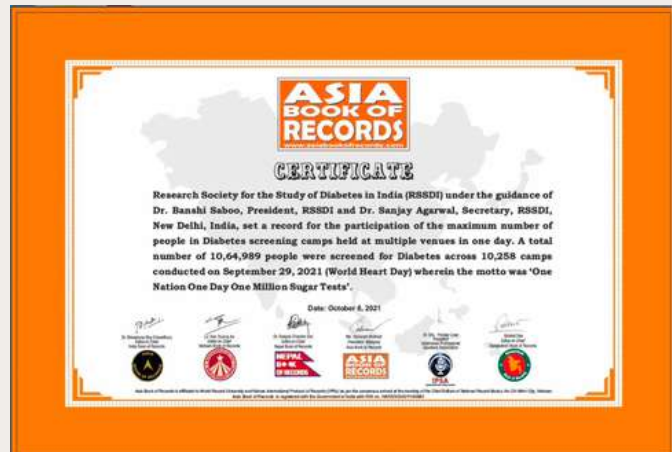 ASIA
BOOK OF
RECORDS
www.asiabookofrecords.com
CERTIFICATE
Research Society for the Study of Diabetes in India (RSSDI) under the guidance of
Dr. Banshi Saboo, President, RSSDI and Dr. Sanjay Agarwal, Secretary, RSSDI,
New Delhi, India, set a record for the participation of the maximum number of
people in Diabetes screening camps held at multiple venues in one day. A total
number of 10,64,989 people were screened for Diabetes across 10,258 camps
conducted on September 29, 2021 (World Heart Day) wherein the motto was ‘One
Nation One Day One Million Sugar Tests’.
Date: October 8, 2021
NEPAL
OF RECORDS
ASIA
BOOK OF
RECORDS
IPSA